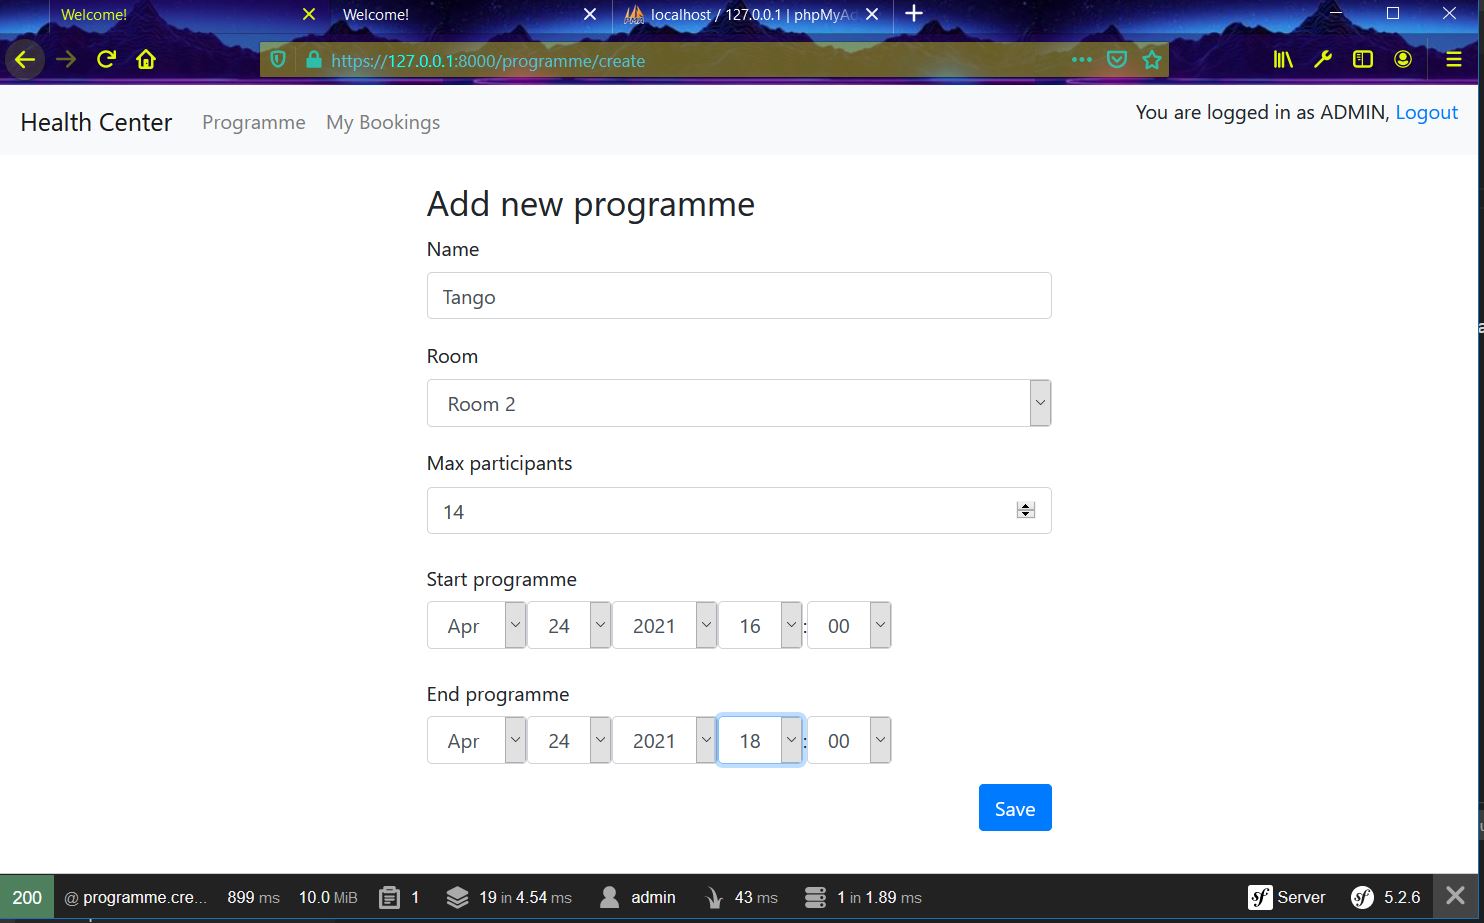 Welcome!
Welcome!
localhost / 127.0.0.1 | phpMyAd
https://127.0.0.1:8000/programme/create
Health Center Programme My Bookings
You are logged in as ADMIN, Logout
Add new programme
Name
Tango
Room
Room 2
Max participants
14
Start programme
Apr 24 2021 16 : 00
End programme
Apr 24 2021 18 : 00
Save
200 @ programme.cre... 899 ms 10.0 MiB 1 19 in 4.54 ms admin 43 ms 1 in 1.89 ms sf Server sf 5.2.6